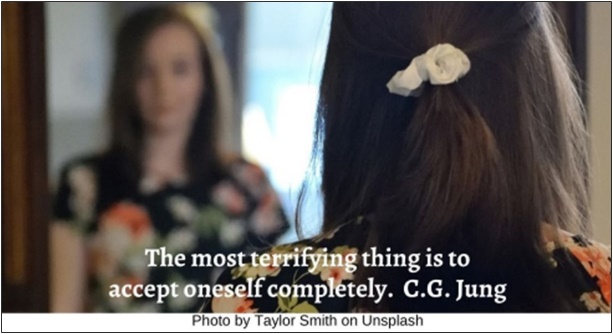 The most terrifying thing is to
accept oneself completely.  C.G. Jung
Photo by Taylor Smith on Unsplash